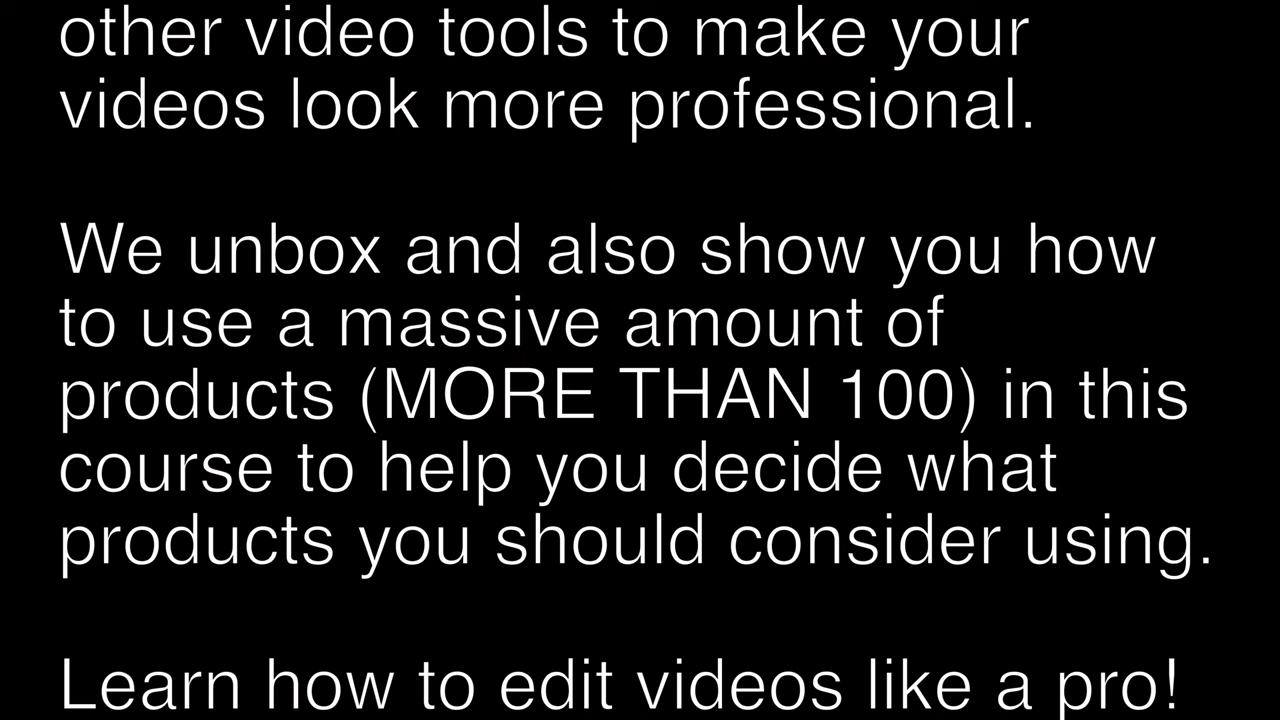 other video tools to make your
videos look more professional.
We unbox and also show you how
to use a massive amount of
products (MORE THAN 100) in this
course to help you decide what
products you should consider using.
Learn how to edit videos like a pro!